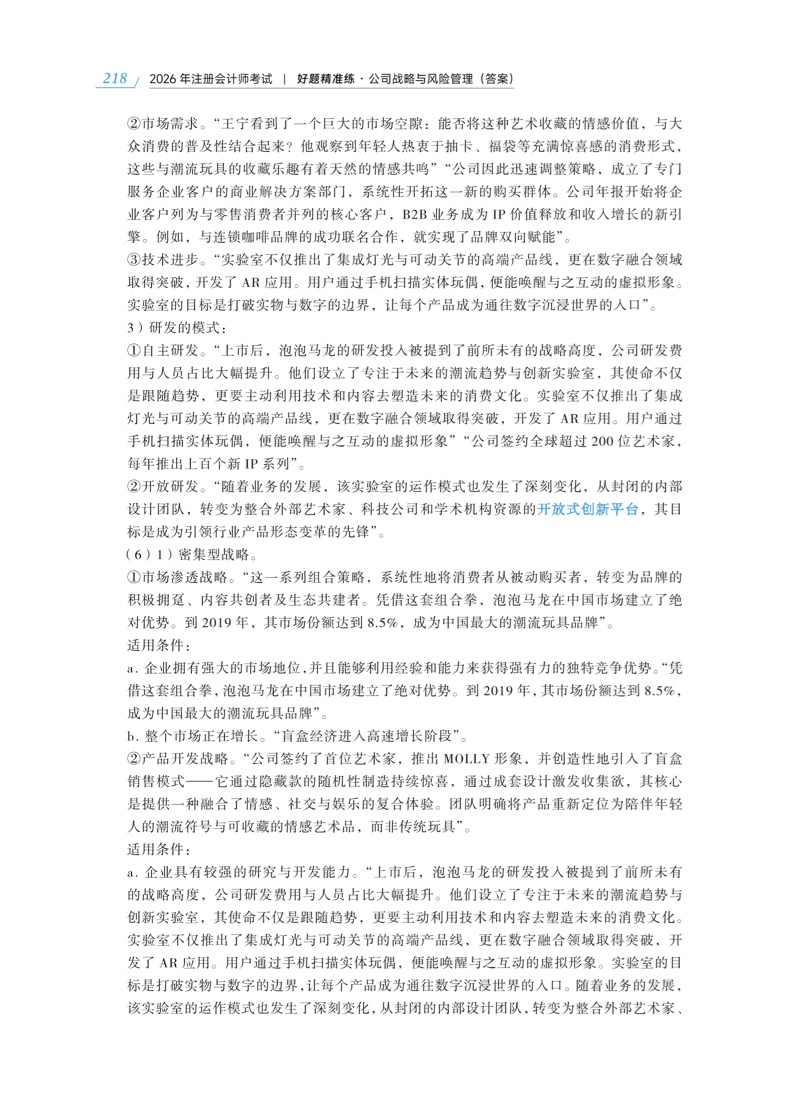 218 2026 年注册会计师考试 | 好题精准练 · 公司战略与风险管理（答案）
②市场需求。“王宁看到了一个巨大的市场空隙：能否将这种艺术收藏的情感价值，与大
众消费的普及性结合起来？他观察到年轻人热衷于抽卡、福袋等充满惊喜感的消费形式，
这些与潮流玩具的收藏乐趣有着天然的情感共鸣”“公司因此迅速调整策略，成立了专门
服务企业客户的商业解决方案部门，系统性开拓这一新的购买群体。公司年报开始将企
业客户列为与零售消费者并列的核心客户，B2B 业务成为 IP 价值释放和收入增长的新引
擎。例如，与连锁咖啡品牌的成功联名合作，就实现了品牌双向赋能”。
③技术进步。“实验室不仅推出了集成灯光与可动关节的高端产品线，更在数字融合领域
取得突破，开发了 AR 应用。用户通过手机扫描实体玩偶，便能唤醒与之互动的虚拟形象。
实验室的目标是打破实物与数字的边界，让每个产品成为通往数字沉浸世界的入口”。
3）研发的模式：
①自主研发。“上市后，泡泡马龙的研发投入被提到了前所未有的战略高度，公司研发费
用与人员占比大幅提升。他们设立了专注于未来的潮流趋势与创新实验室，其使命不仅
是跟随趋势，更要主动利用技术和内容去塑造未来的消费文化。实验室不仅推出了集成
灯光与可动关节的高端产品线，更在数字融合领域取得突破，开发了 AR 应用。用户通过
手机扫描实体玩偶，便能唤醒与之互动的虚拟形象”“公司签约全球超过 200 位艺术家，
每年推出上百个新 IP 系列”。
②开放研发。“随着业务的发展，该实验室的运作模式也发生了深刻变化，从封闭的内部
设计团队，转变为整合外部艺术家、科技公司和学术机构资源的开放式创新平台，其目
标是成为引领行业产品形态变革的先锋”。
（6）1）密集型战略。
①市场渗透战略。“这一系列组合策略，系统性地将消费者从被动购买者，转变为品牌的
积极拥趸、内容共创者及生态共建者。凭借这套组合拳，泡泡马龙在中国市场建立了绝
对优势。到 2019 年，其市场份额达到 8.5%，成为中国最大的潮流玩具品牌”。
适用条件：
a. 企业拥有强大的市场地位，并且能够利用经验和能力来获得强有力的独特竞争优势。“凭
借这套组合拳，泡泡马龙在中国市场建立了绝对优势。到 2019 年，其市场份额达到 8.5%，
成为中国最大的潮流玩具品牌”。
b. 整个市场正在增长。“盲盒经济进入高速增长阶段”。
②产品开发战略。“公司签约了首位艺术家，推出 MOLLY 形象，并创造性地引入了盲盒
销售模式——它通过隐藏款的随机性制造持续惊喜，通过成套设计激发收集欲，其核心
是提供一种融合了情感、社交与娱乐的复合体验。团队明确将产品重新定位为陪伴年轻
人的潮流符号与可收藏的情感艺术品，而非传统玩具”。
适用条件：
a. 企业具有较强的研究与开发能力。“上市后，泡泡马龙的研发投入被提到了前所未有
的战略高度，公司研发费用与人员占比大幅提升。他们设立了专注于未来的潮流趋势与
创新实验室，其使命不仅是跟随趋势，更要主动利用技术和内容去塑造未来的消费文化。
实验室不仅推出了集成灯光与可动关节的高端产品线，更在数字融合领域取得突破，开
发了 AR 应用。用户通过手机扫描实体玩偶，便能唤醒与之互动的虚拟形象。实验室的目
标是打破实物与数字的边界，让每个产品成为通往数字沉浸世界的入口。随着业务的发展，
该实验室的运作模式也发生了深刻变化，从封闭的内部设计团队，转变为整合外部艺术家、